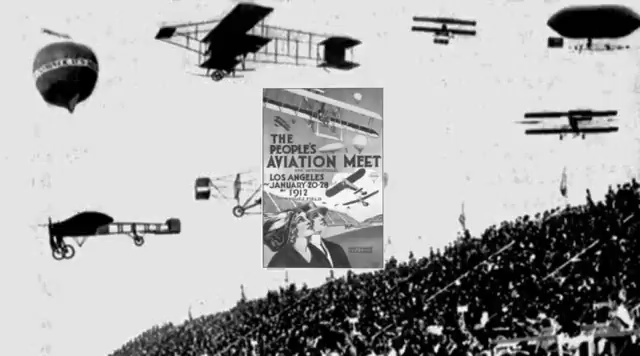 THE
PEOPLE'S
AVIATION MEET
LOS ANGELES
JANUARY-20-28
1912